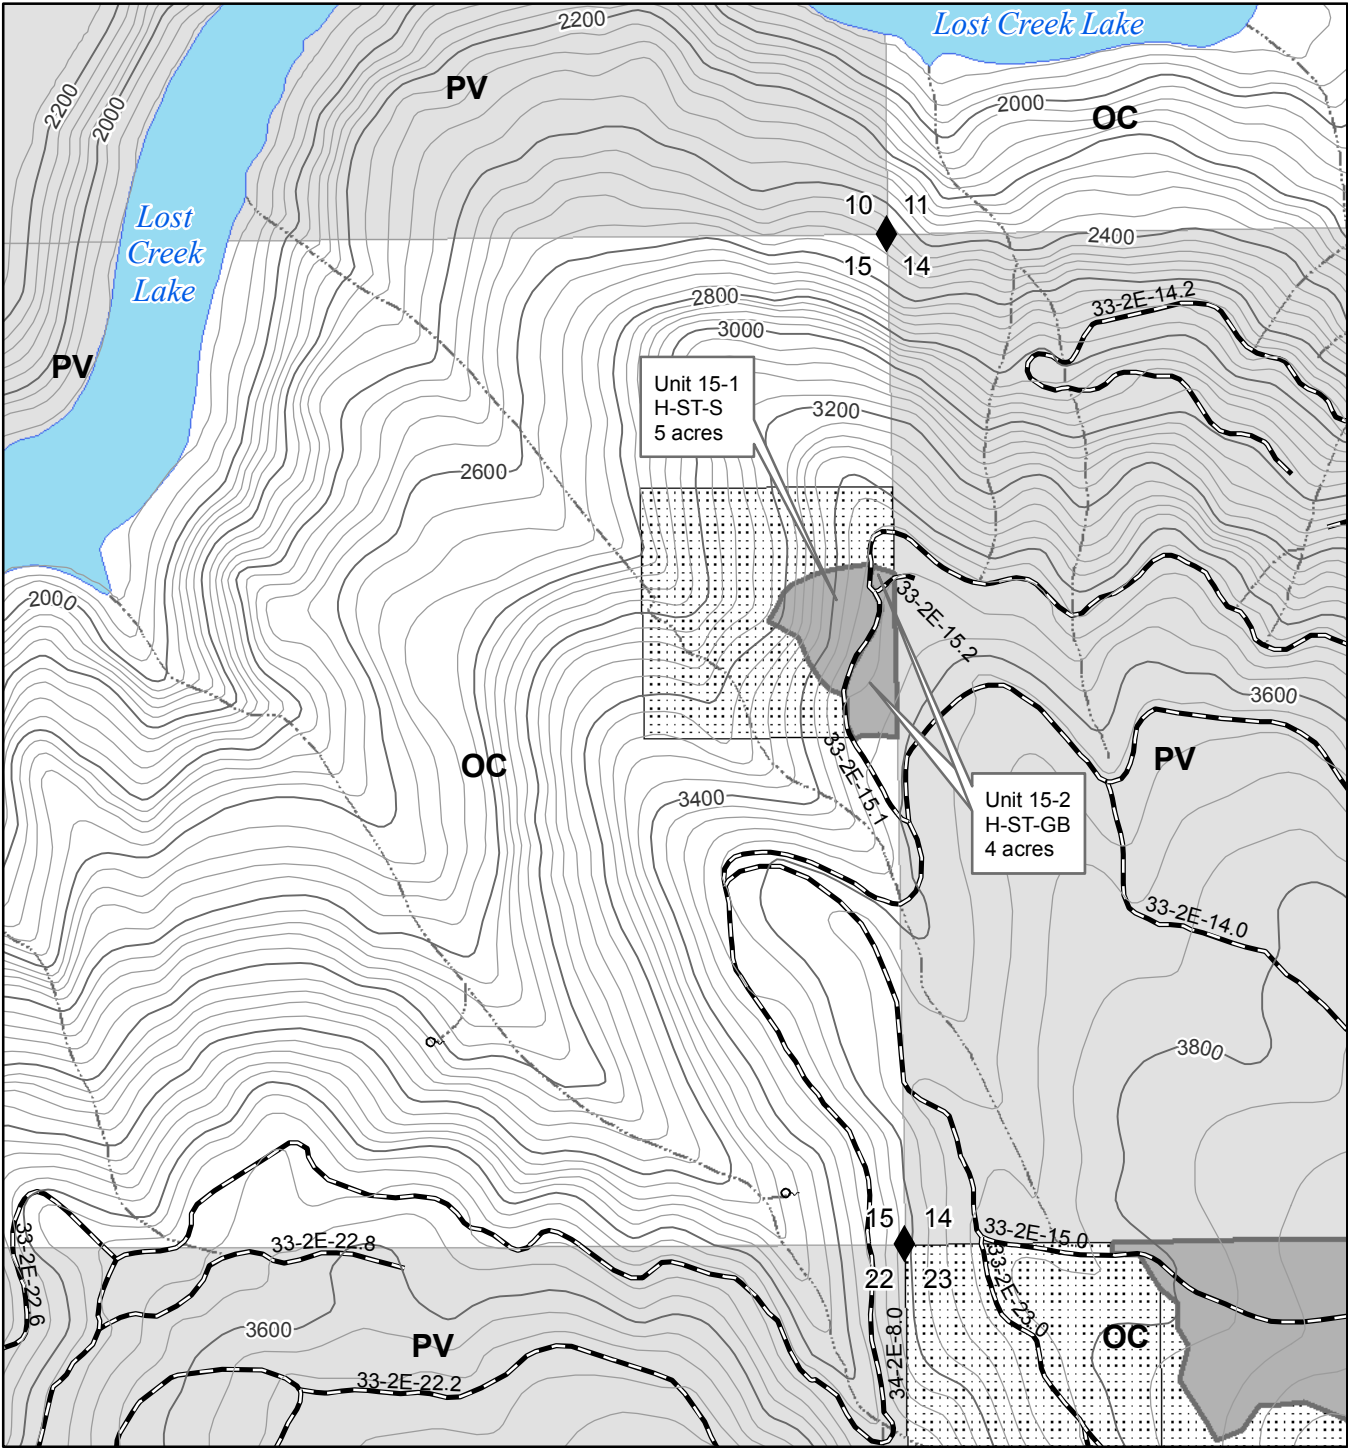 2200
Lost Creek Lake
PV
2200
2000
2000
OC
10
11
Lost
Creek
Lake
2400
15
14
2800
33-2E-14.2
3000
PV
Unit 15-1
H-ST-S
5 acres
3200
2600
2000
33-2E-15.2
3600
OC
33-2E-15.1
PV
3400
Unit 15-2
H-ST-GB
4 acres
33-2E-14.0
3800
15
14
33-2E-22.6
33-2E-22.8
33-2E-15.0
22
23
33-2E-23.0
3600
PV
34-2E-8.0
OC
33-2E-22.2